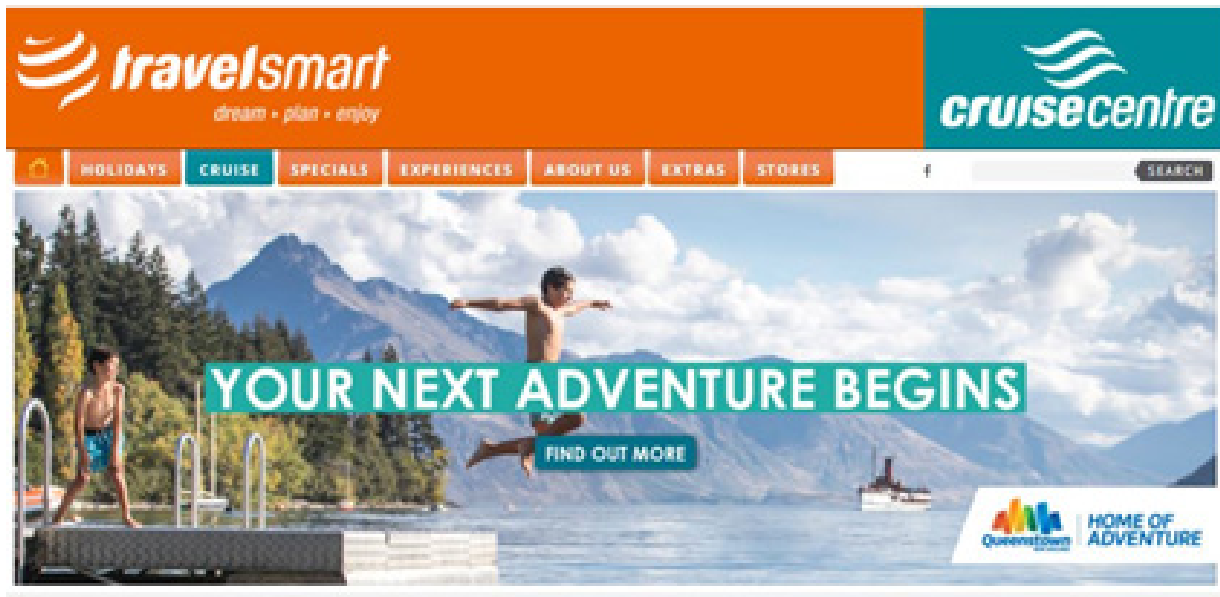 travelsmart
dream • plan • enjoy
cruisecentre
HOLIDAYS
CRUISE
SPECIALS
EXPERIENCES
ABOUT US
EXTRAS
STORES
f
SEARCH
YOUR NEXT ADVENTURE BEGINS
FIND OUT MORE
Queenstown
HOME OF
ADVENTURE